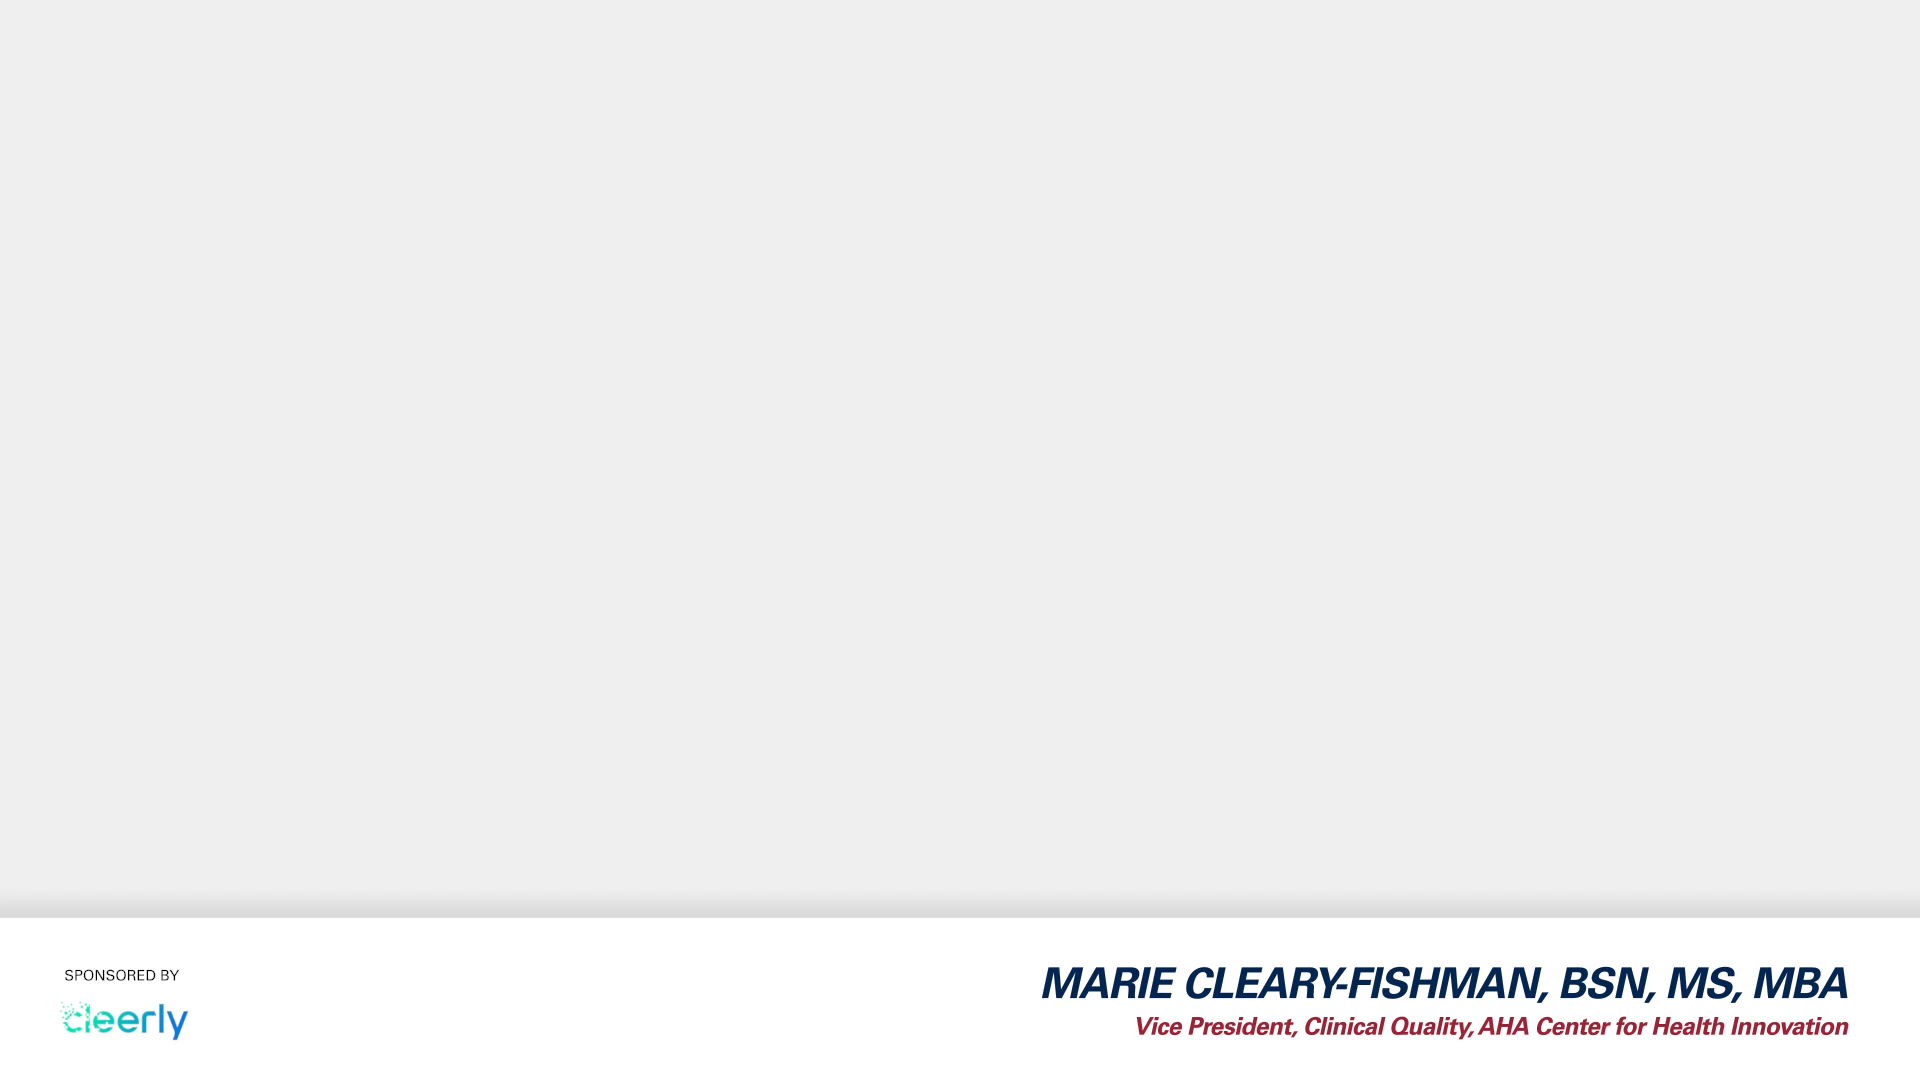 SPONSORED BY
cleerly
MARIE CLEARY-FISHMAN, BSN, MS, MBA
Vice President, Clinical Quality, AHA Center for Health Innovation